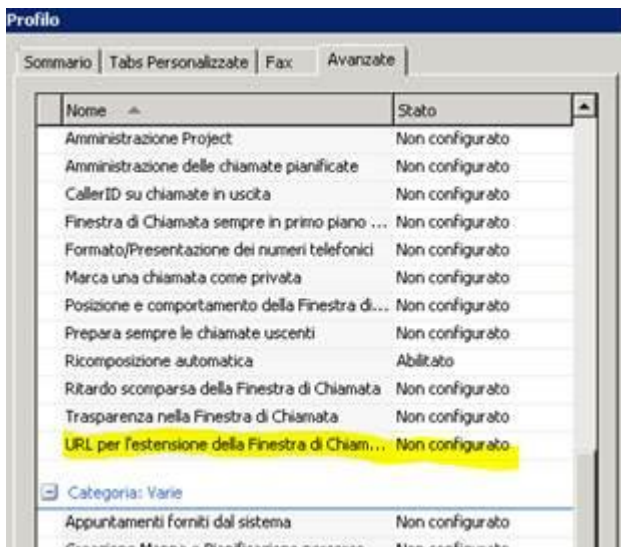 Profilo
Sommario Tabs Personalizzate Fax Avanzate
Nome Stato
Amministrazione Project Non configurato
Amministrazione delle chiamate pianificate Non configurato
CallerID su chiamate in uscita Non configurato
Finestra di Chiamata sempre in primo piano ... Non configurato
Formato/Presentazione dei numeri telefonici Non configurato
Marca una chiamata come privata Non configurato
Posizione e comportamento della Finestra di... Non configurato
Prepara sempre le chiamate uscenti Non configurato
Ricomposizione automatica Abilitato
Ritardo scomparsa della Finestra di Chiamata Non configurato
Trasparenza nella Finestra di Chiamata Non configurato
URL per l'estensione della Finestra di Chiam... Non configurato
Categoria: Varie
Appuntamenti forniti dal sistema Non configurato